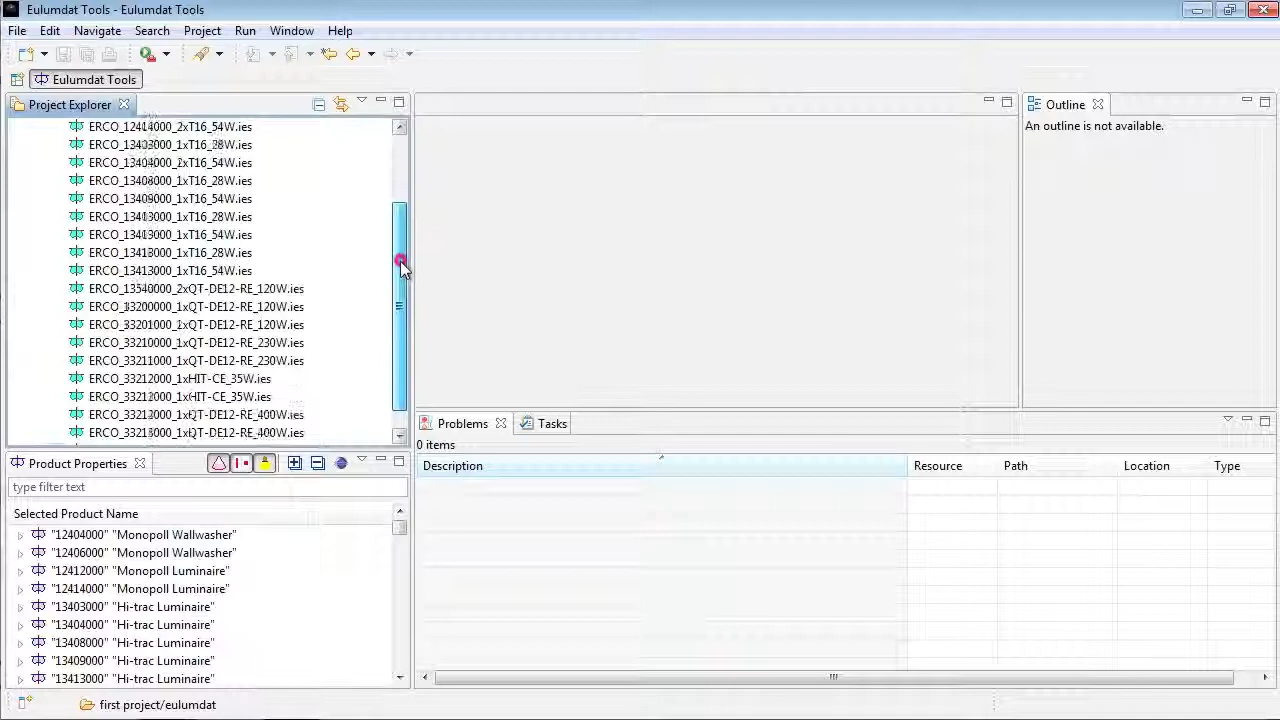 Eulumdat Tools - Eulumdat Tools
File Edit Navigate Search Project Run Window Help
Eulumdat Tools
Project Explorer
Outline
An outline is not available.
ERCO_12414000_2xT16_54W.ies
ERCO_13403000_1xT16_28W.ies
ERCO_13404000_2xT16_54W.ies
ERCO_13408000_1xT16_28W.ies
ERCO_13409000_1xT16_54W.ies
ERCO_13413000_1xT16_28W.ies
ERCO_13413000_1xT16_54W.ies
ERCO_13413000_1xT16_28W.ies
ERCO_13413000_1xT16_54W.ies
ERCO_13540000_2xQT-DE12-RE_120W.ies
ERCO_33200000_1xQT-DE12-RE_120W.ies
ERCO_33201000_1xQT-DE12-RE_120W.ies
ERCO_33210000_1xQT-DE12-RE_230W.ies
ERCO_33211000_1xQT-DE12-RE_230W.ies
ERCO_33212000_1xHIT-CE_35W.ies
ERCO_33212000_1xHIT-CE_35W.ies
ERCO_33214000_1xQT-DE12-RE_400W.ies
ERCO_33215000_1xQT-DE12-RE_400W.ies
Problems Tasks
0 items
Description Resource Path Location Type
Product Properties
type filter text
Selected Product Name
"12404000" "Monopoll Wallwasher"
"12406000" "Monopoll Wallwasher"
"12412000" "Monopoll Luminaire"
"12414000" "Monopoll Luminaire"
"13403000" "Hi-trac Luminaire"
"13404000" "Hi-trac Luminaire"
"13408000" "Hi-trac Luminaire"
"13409000" "Hi-trac Luminaire"
"13413000" "Hi-trac Luminaire"
first project/eulumdat